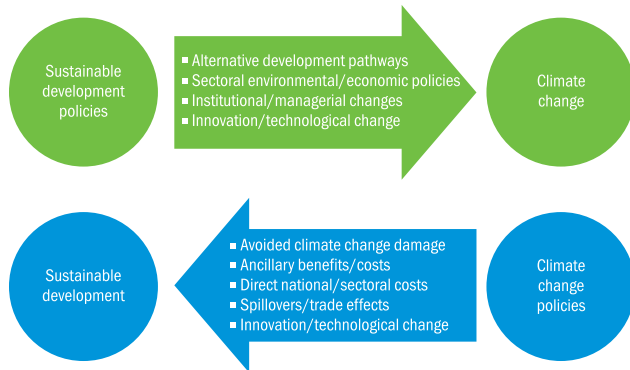 Sustainable
development
policies
▪ Alternative development pathways
▪ Sectoral environmental/economic policies
▪ Institutional/managerial changes
▪ Innovation/technological change
Climate
change
Sustainable
development
▪ Avoided climate change damage
▪ Ancillary benefits/costs
▪ Direct national/sectoral costs
▪ Spillovers/trade effects
▪ Innovation/technological change
Climate
change
policies